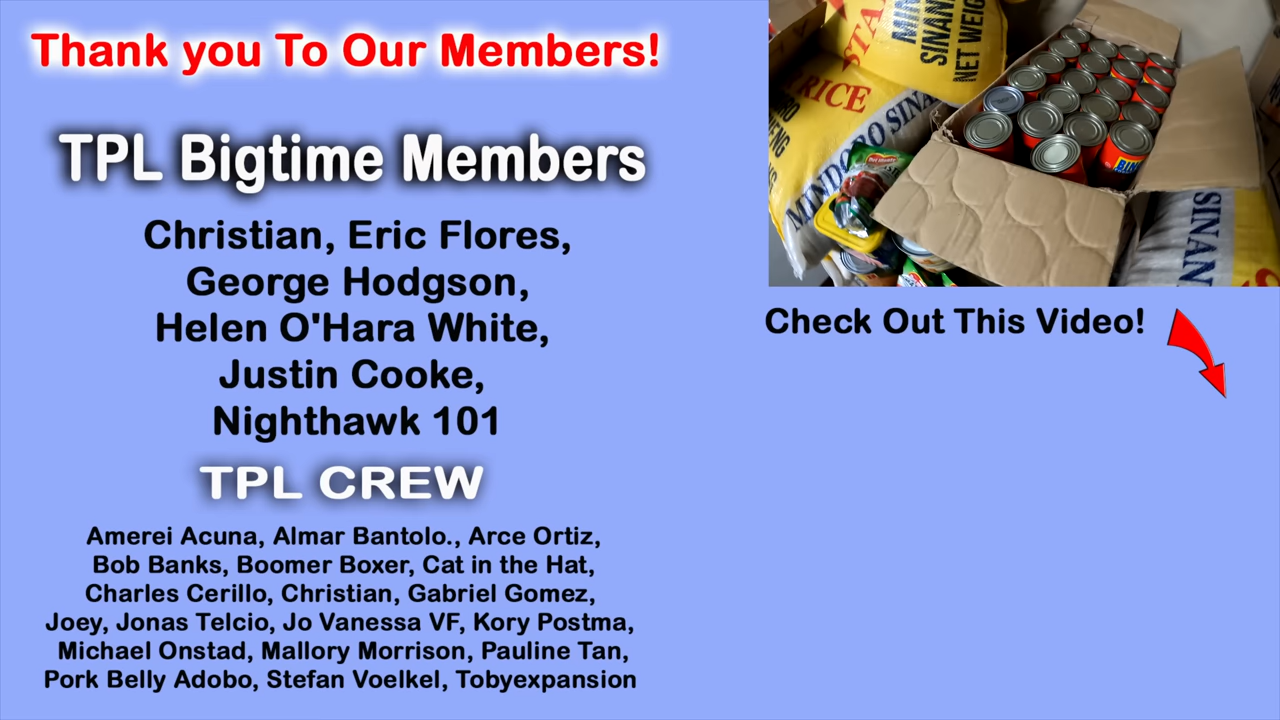 Thank you To Our Members!
TPL Bigtime Members
Christian, Eric Flores,
George Hodgson,
Helen O'Hara White,
Justin Cooke,
Nighthawk 101
TPL CREW
Amerei Acuna, Almar Bantolo., Arce Ortiz,
Bob Banks, Boomer Boxer, Cat in the Hat,
Charles Cerillo, Christian, Gabriel Gomez,
Joey, Jonas Telcio, Jo Vanessa VF, Kory Postma,
Michael Onstad, Mallory Morrison, Pauline Tan,
Pork Belly Adobo, Stefan Voelkel, Tobyexpansion
RICE
NET WEIG
SINAN
Check Out This Video!